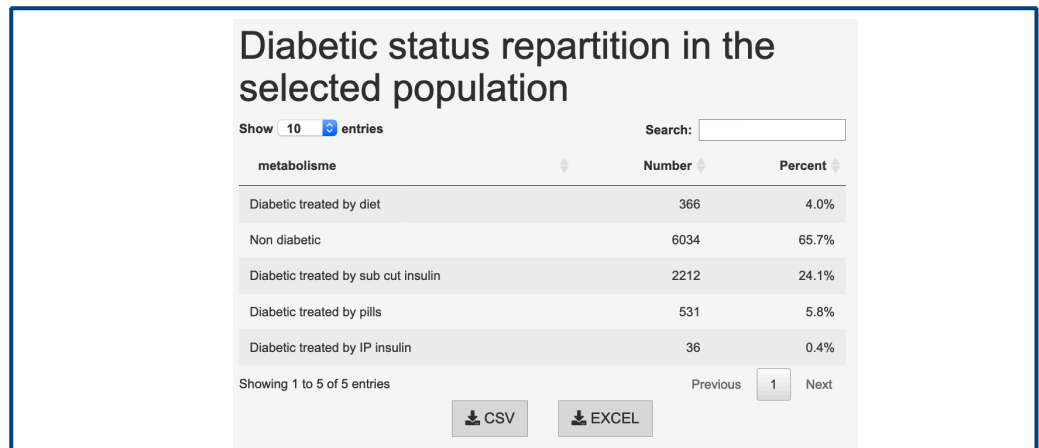 Diabetic status repartition in the
selected population
Show 10 entries Search:
metabolisme Number Percent
Diabetic treated by diet 366 4.0%
Non diabetic 6034 65.7%
Diabetic treated by sub cut insulin 2212 24.1%
Diabetic treated by pills 531 5.8%
Diabetic treated by IP insulin 36 0.4%
Showing 1 to 5 of 5 entries Previous 1 Next
CSV EXCEL